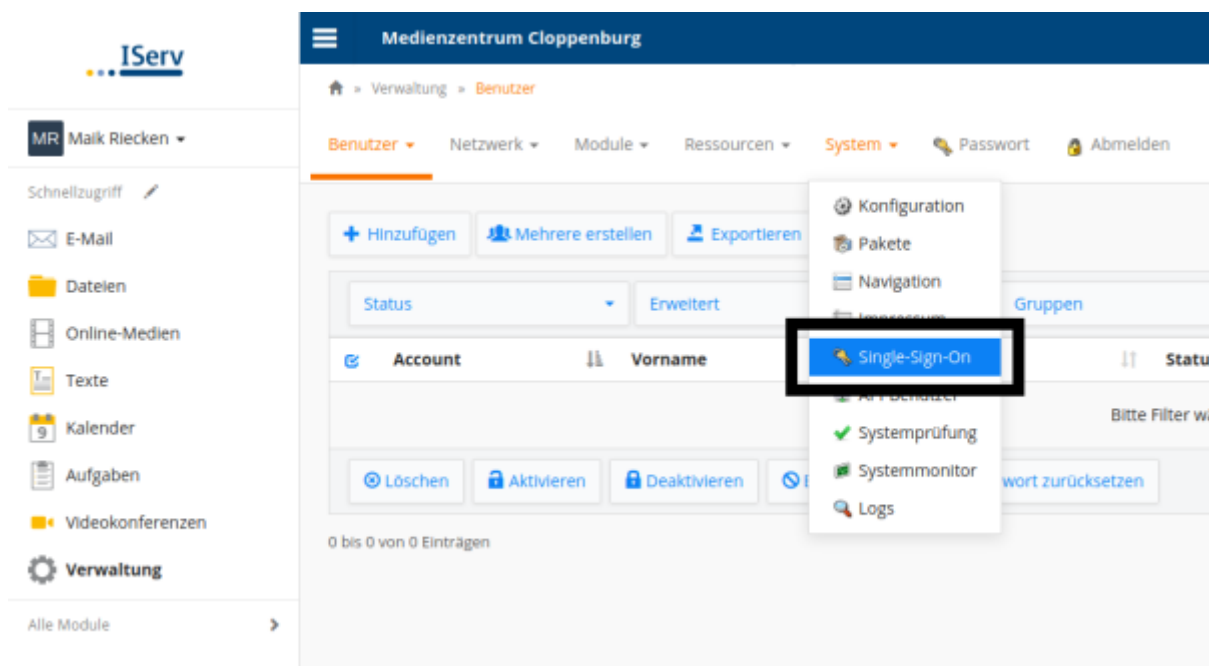 IServ
MR Maik Riecken
Schnellzugriff
E-Mail
Dateien
Online-Medien
Texte
9 Kalender
Aufgaben
Videokonferenzen
Verwaltung
Alle Module
Medienzentrum Cloppenburg
» Verwaltung » Benutzer
Benutzer Netzwerk Module Ressourcen System Passwort Abmelden
Hinzufügen Mehrere erstellen Exportieren
Status Erweitert Gruppen
Account Vorname
Bitte Filter
Löschen Aktivieren Deaktivieren zurücksetzen
0 bis 0 von 0 Einträgen
Konfiguration
Pakete
Navigation
Impressum
Single-Sign-On
API Benutzer
Systemprüfung
Systemmonitor
Logs